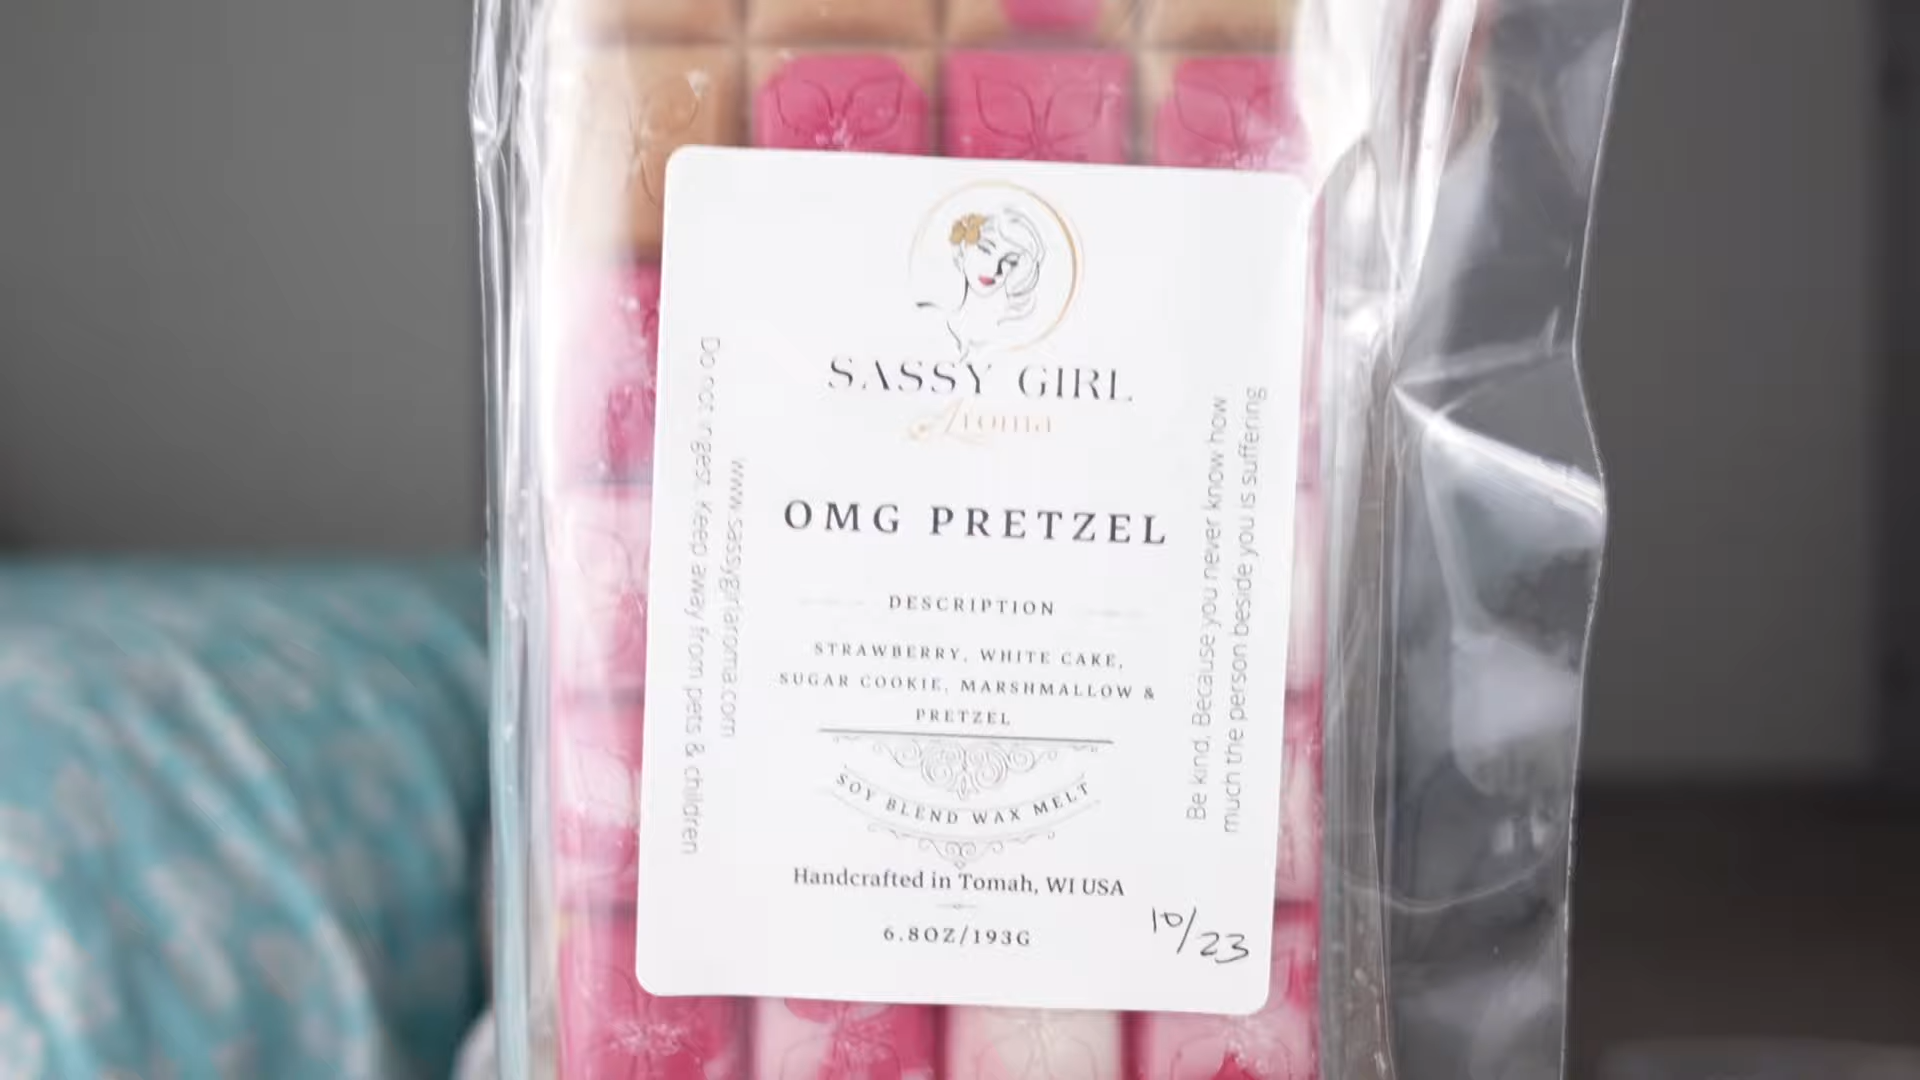 SASSY GIRL
Aroma
OMG PRETZEL
DESCRIPTION
STRAWBERRY, WHITE CAKE,
SUGAR COOKIE, MARSHMALLOW &
PRETZEL
SOY BLEND WAX MELT
Handcrafted in Tomah, WI USA
6.8OZ/193G
10/23
www.sassygirlaroma.com
Do not ingest. Keep away from pets & children
Be kind. Because you never know how
much the person beside you is suffering